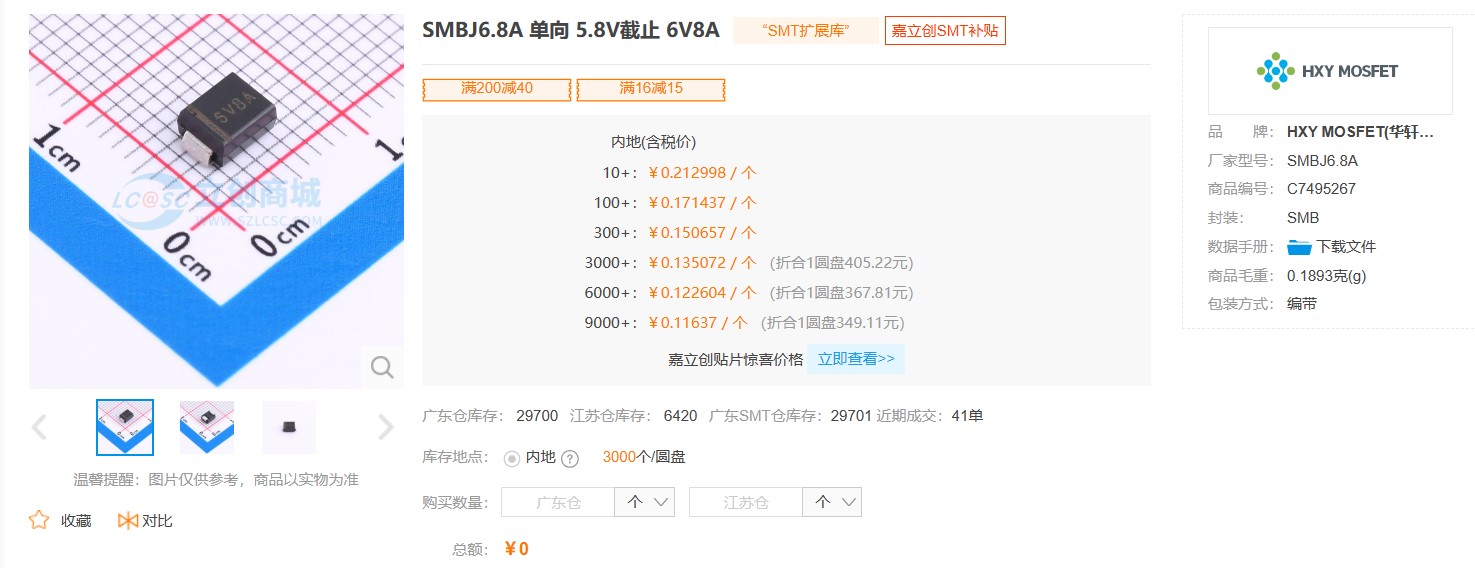 SMBJ6.8A 单向 5.8V截止 6V8A
“SMT扩展库”
嘉立创SMT补贴
满200减40
满16减15
内地(含税价)
10+: ￥0.212998 / 个
100+: ￥0.171437 / 个
300+: ￥0.150657 / 个
3000+: ￥0.135072 / 个 (折合1圆盘405.22元)
6000+: ￥0.122604 / 个 (折合1圆盘367.81元)
9000+: ￥0.11637 / 个 (折合1圆盘349.11元)
嘉立创贴片惊喜价格 立即查看>>
广东仓库存: 29700 江苏仓库存: 6420 广东SMT仓库存: 29701 近期成交: 41单
库存地点: 内地 ? 3000个/圆盘
购买数量: 广东仓 个 江苏仓 个
总额: ￥0
SV8A
1cm
1
0cm
0cm
LC@SC 立创商城
WWW.SZLCSC.COM
温馨提醒: 图片仅供参考, 商品以实物为准
收藏 对比
HXY MOSFET
品 牌: HXY MOSFET(华轩...
厂家型号: SMBJ6.8A
商品编号: C7495267
封装: SMB
数据手册: 下载文件
商品毛重: 0.1893克(g)
包装方式: 编带